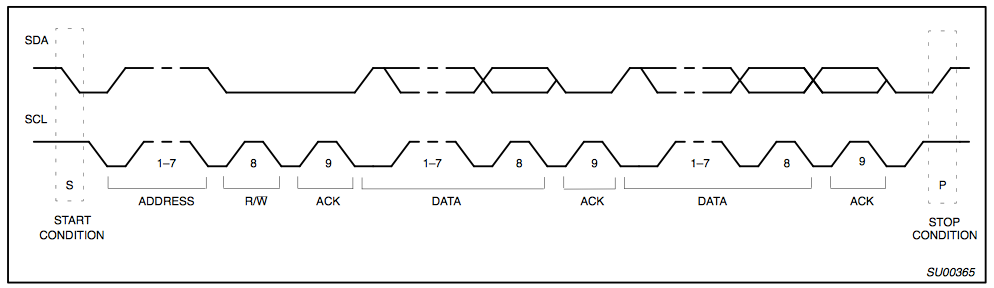 SDA
SCL
1–7 8 9 1–7 8 9 1–7 8 9
S P
ADDRESS R/W̅ ACK DATA ACK DATA ACK
START
CONDITION
STOP
CONDITION
SU00365